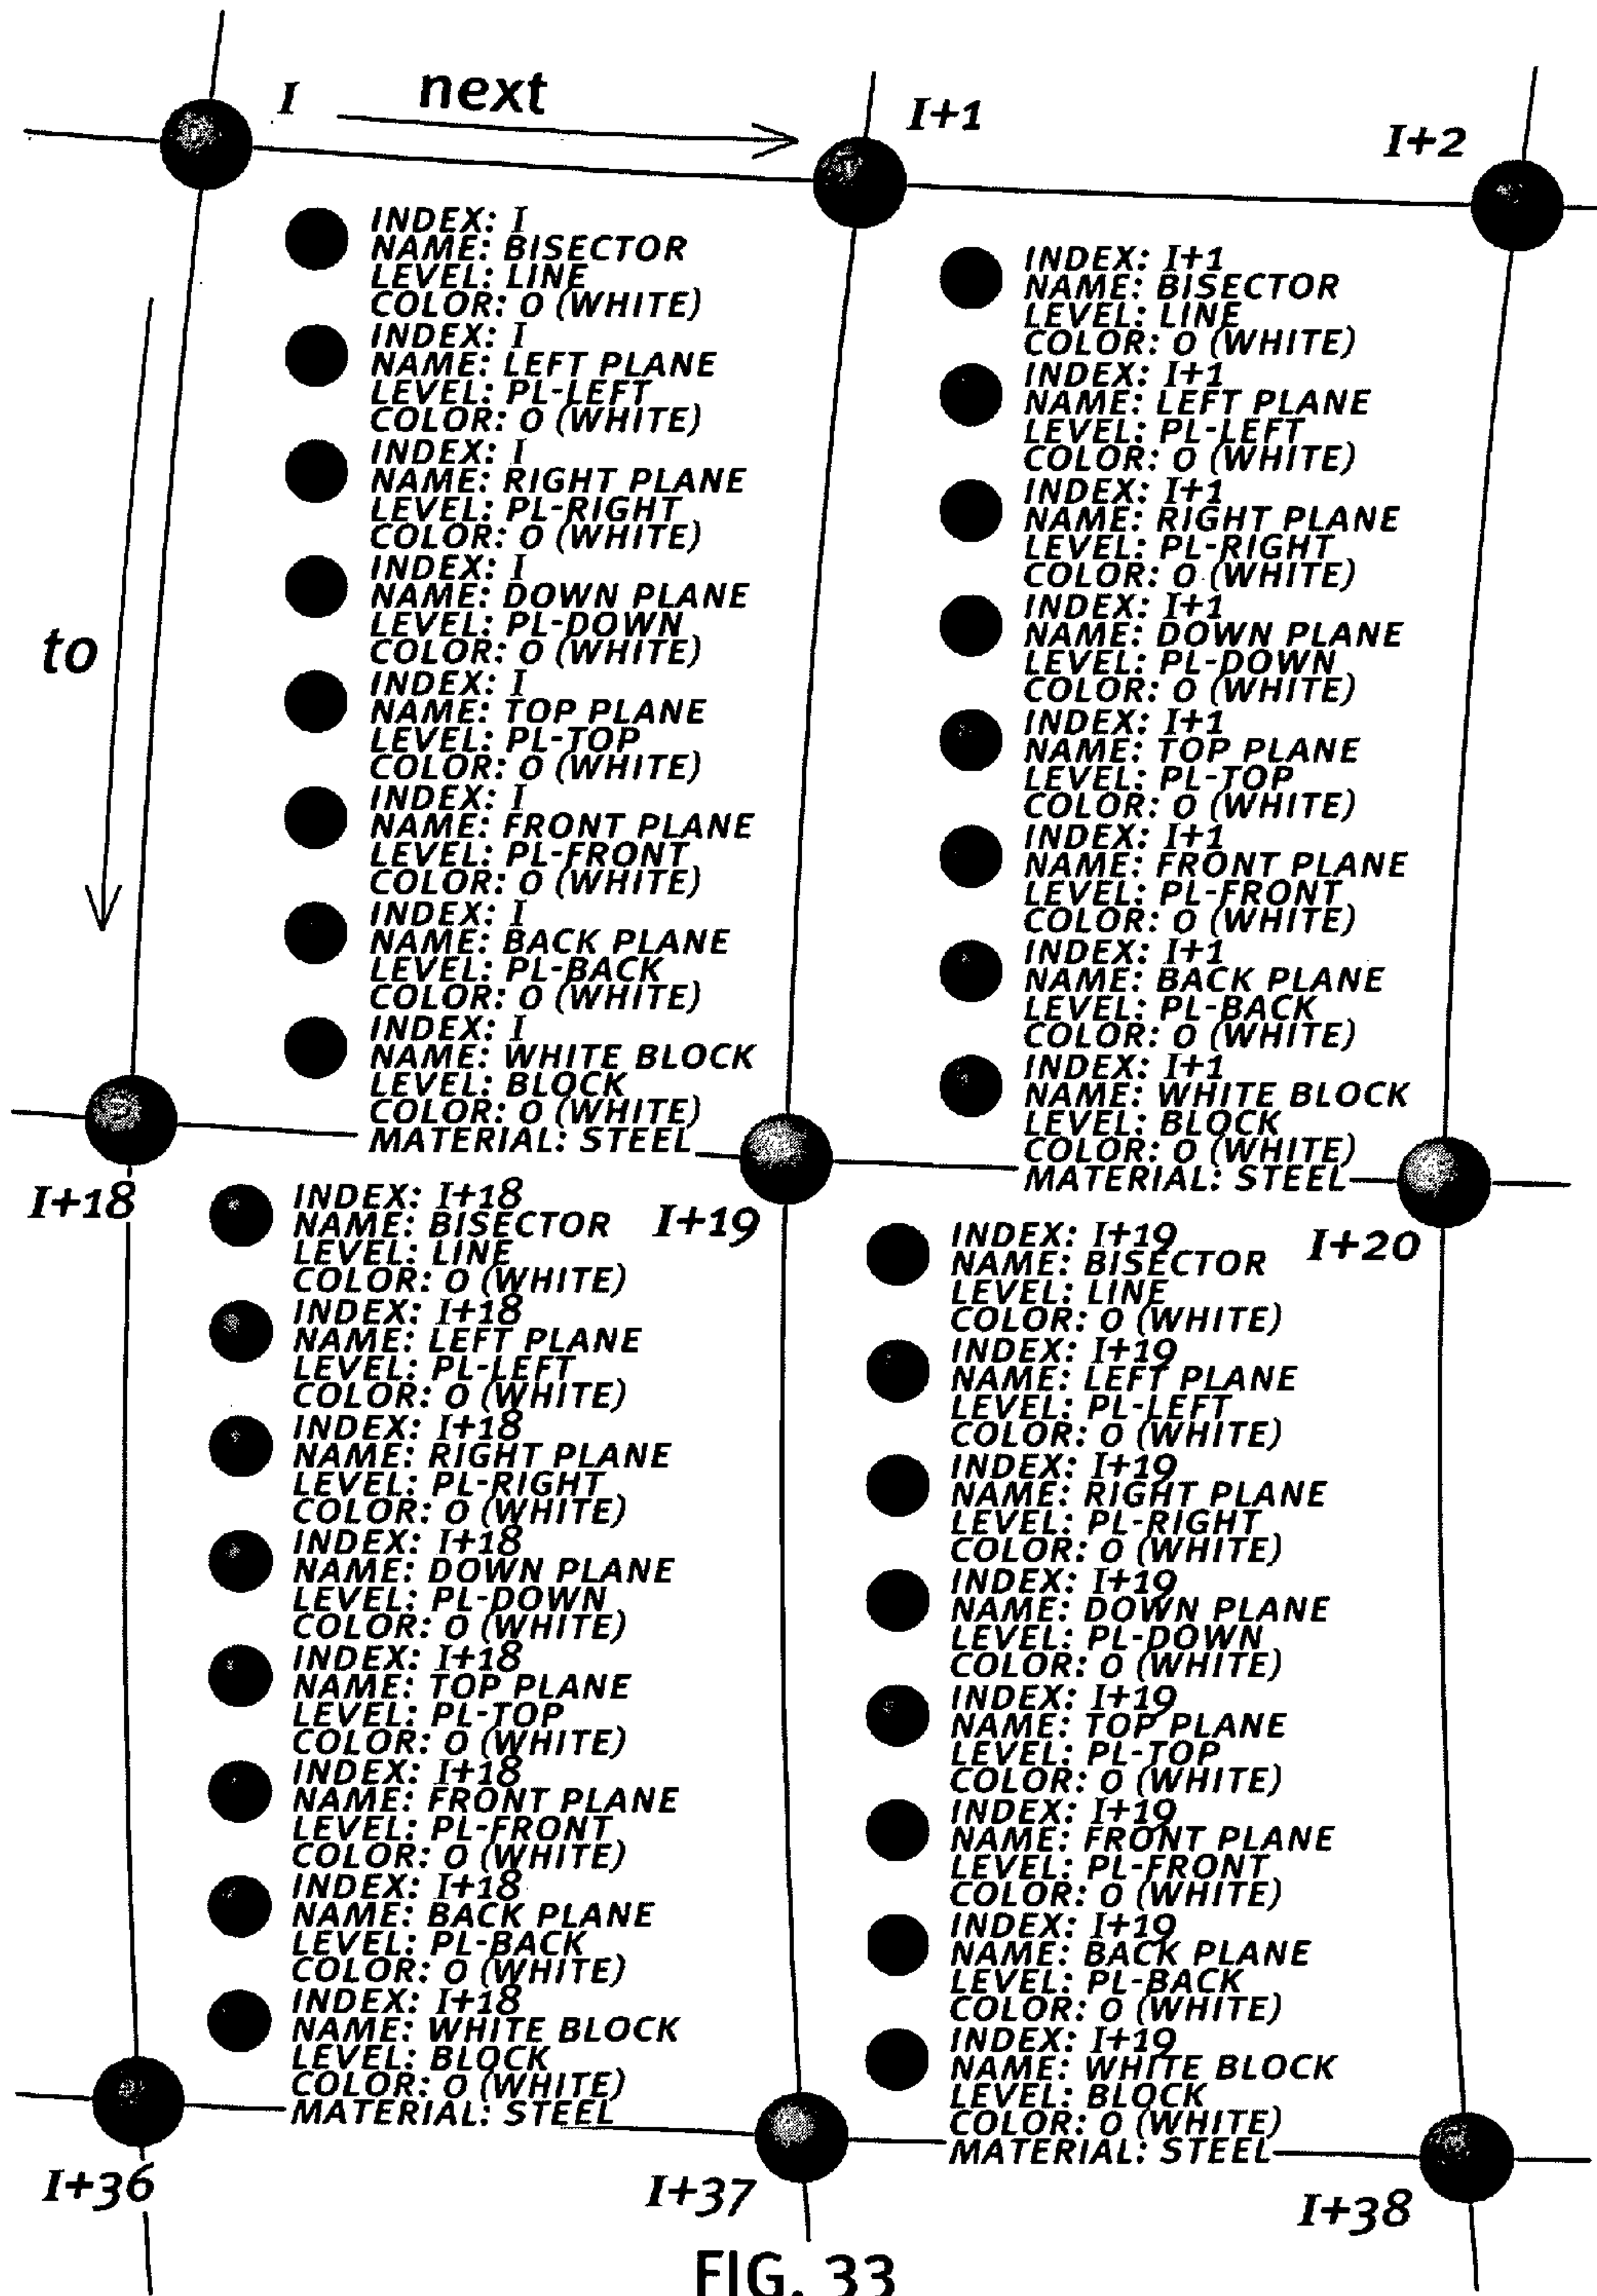 I
next
I+1
I+2
INDEX: I
NAME: BISECTOR
LEVEL: LINE
COLOR: 0 (WHITE)
INDEX: I
NAME: LEFT PLANE
LEVEL: PL-LEFT
COLOR: 0 (WHITE)
INDEX: I
NAME: RIGHT PLANE
LEVEL: PL-RIGHT
COLOR: 0 (WHITE)
INDEX: I
NAME: DOWN PLANE
LEVEL: PL-DOWN
COLOR: 0 (WHITE)
INDEX: I
NAME: TOP PLANE
LEVEL: PL-TOP
COLOR: 0 (WHITE)
INDEX: I
NAME: FRONT PLANE
LEVEL: PL-FRONT
COLOR: 0 (WHITE)
INDEX: I
NAME: BACK PLANE
LEVEL: PL-BACK
COLOR: 0 (WHITE)
INDEX: I
NAME: WHITE BLOCK
LEVEL: BLOCK
COLOR: 0 (WHITE)
MATERIAL: STEEL
INDEX: I+1
NAME: BISECTOR
LEVEL: LINE
COLOR: 0 (WHITE)
INDEX: I+1
NAME: LEFT PLANE
LEVEL: PL-LEFT
COLOR: 0 (WHITE)
INDEX: I+1
NAME: RIGHT PLANE
LEVEL: PL-RIGHT
COLOR: 0 (WHITE)
INDEX: I+1
NAME: DOWN PLANE
LEVEL: PL-DOWN
COLOR: 0 (WHITE)
INDEX: I+1
NAME: TOP PLANE
LEVEL: PL-TOP
COLOR: 0 (WHITE)
INDEX: I+1
NAME: FRONT PLANE
LEVEL: PL-FRONT
COLOR: 0 (WHITE)
INDEX: I+1
NAME: BACK PLANE
LEVEL: PL-BACK
COLOR: 0 (WHITE)
INDEX: I+1
NAME: WHITE BLOCK
LEVEL: BLOCK
COLOR: 0 (WHITE)
MATERIAL: STEEL
to
I+18
I+19
I+20
INDEX: I+18
NAME: BISECTOR
LEVEL: LINE
COLOR: 0 (WHITE)
INDEX: I+18
NAME: LEFT PLANE
LEVEL: PL-LEFT
COLOR: 0 (WHITE)
INDEX: I+18
NAME: RIGHT PLANE
LEVEL: PL-RIGHT
COLOR: 0 (WHITE)
INDEX: I+18
NAME: DOWN PLANE
LEVEL: PL-DOWN
COLOR: 0 (WHITE)
INDEX: I+18
NAME: TOP PLANE
LEVEL: PL-TOP
COLOR: 0 (WHITE)
INDEX: I+18
NAME: FRONT PLANE
LEVEL: PL-FRONT
COLOR: 0 (WHITE)
INDEX: I+18
NAME: BACK PLANE
LEVEL: PL-BACK
COLOR: 0 (WHITE)
INDEX: I+18
NAME: WHITE BLOCK
LEVEL: BLOCK
COLOR: 0 (WHITE)
MATERIAL: STEEL
INDEX: I+19
NAME: BISECTOR
LEVEL: LINE
COLOR: 0 (WHITE)
INDEX: I+19
NAME: LEFT PLANE
LEVEL: PL-LEFT
COLOR: 0 (WHITE)
INDEX: I+19
NAME: RIGHT PLANE
LEVEL: PL-RIGHT
COLOR: 0 (WHITE)
INDEX: I+19
NAME: DOWN PLANE
LEVEL: PL-DOWN
COLOR: 0 (WHITE)
INDEX: I+19
NAME: TOP PLANE
LEVEL: PL-TOP
COLOR: 0 (WHITE)
INDEX: I+19
NAME: FRONT PLANE
LEVEL: PL-FRONT
COLOR: 0 (WHITE)
INDEX: I+19
NAME: BACK PLANE
LEVEL: PL-BACK
COLOR: 0 (WHITE)
INDEX: I+19
NAME: WHITE BLOCK
LEVEL: BLOCK
COLOR: 0 (WHITE)
MATERIAL: STEEL
I+36
I+37
I+38
FIG. 33